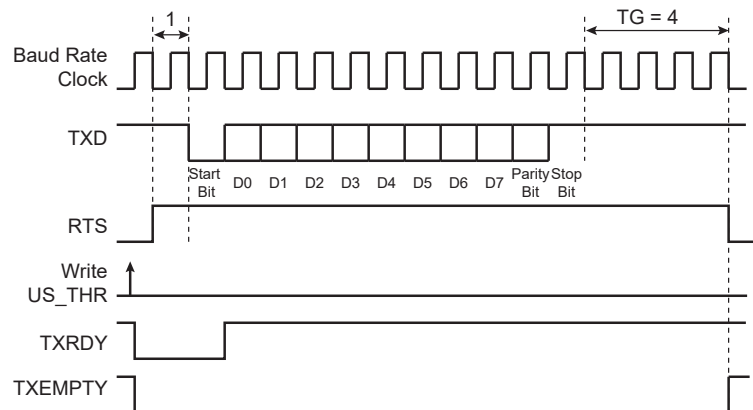 1
TG = 4
Baud Rate
Clock
TXD
Start
Bit
D0 D1 D2 D3 D4 D5 D6 D7
Parity
Bit
Stop
Bit
RTS
Write
US_THR
TXRDY
TXEMPTY